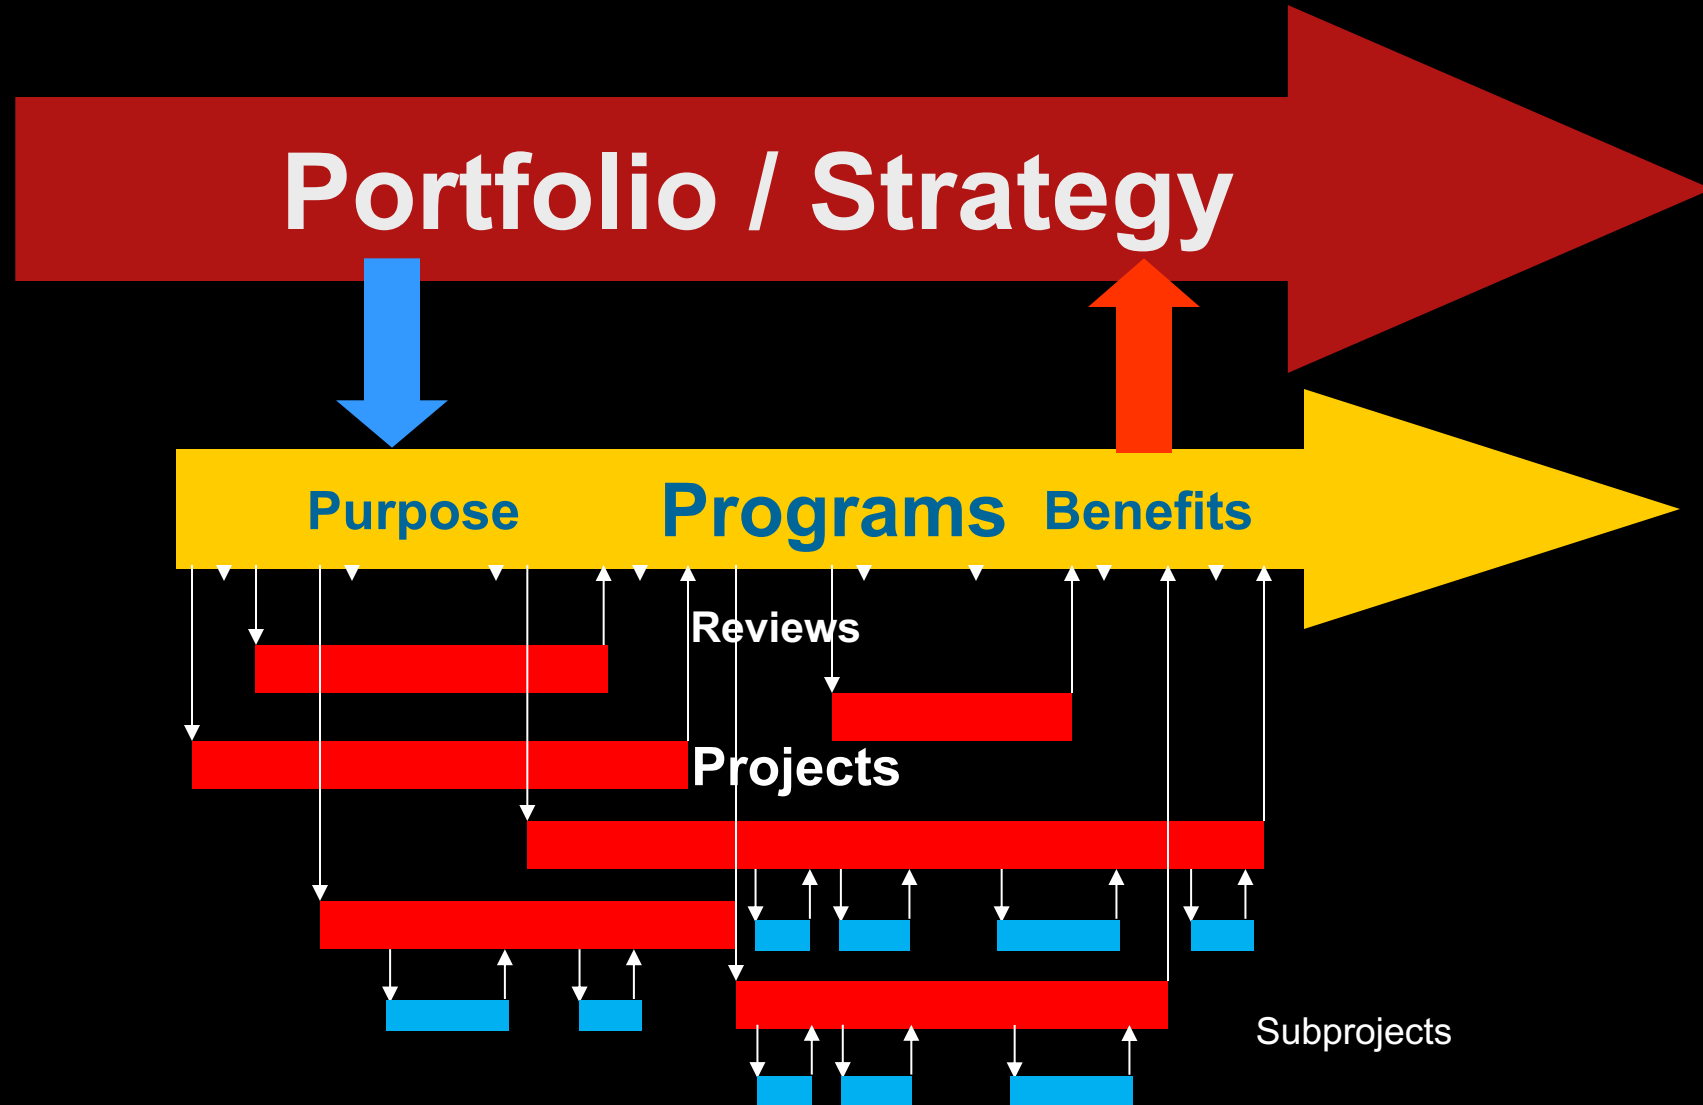 Portfolio / Strategy
Purpose Programs Benefits
Reviews
Projects
Subprojects